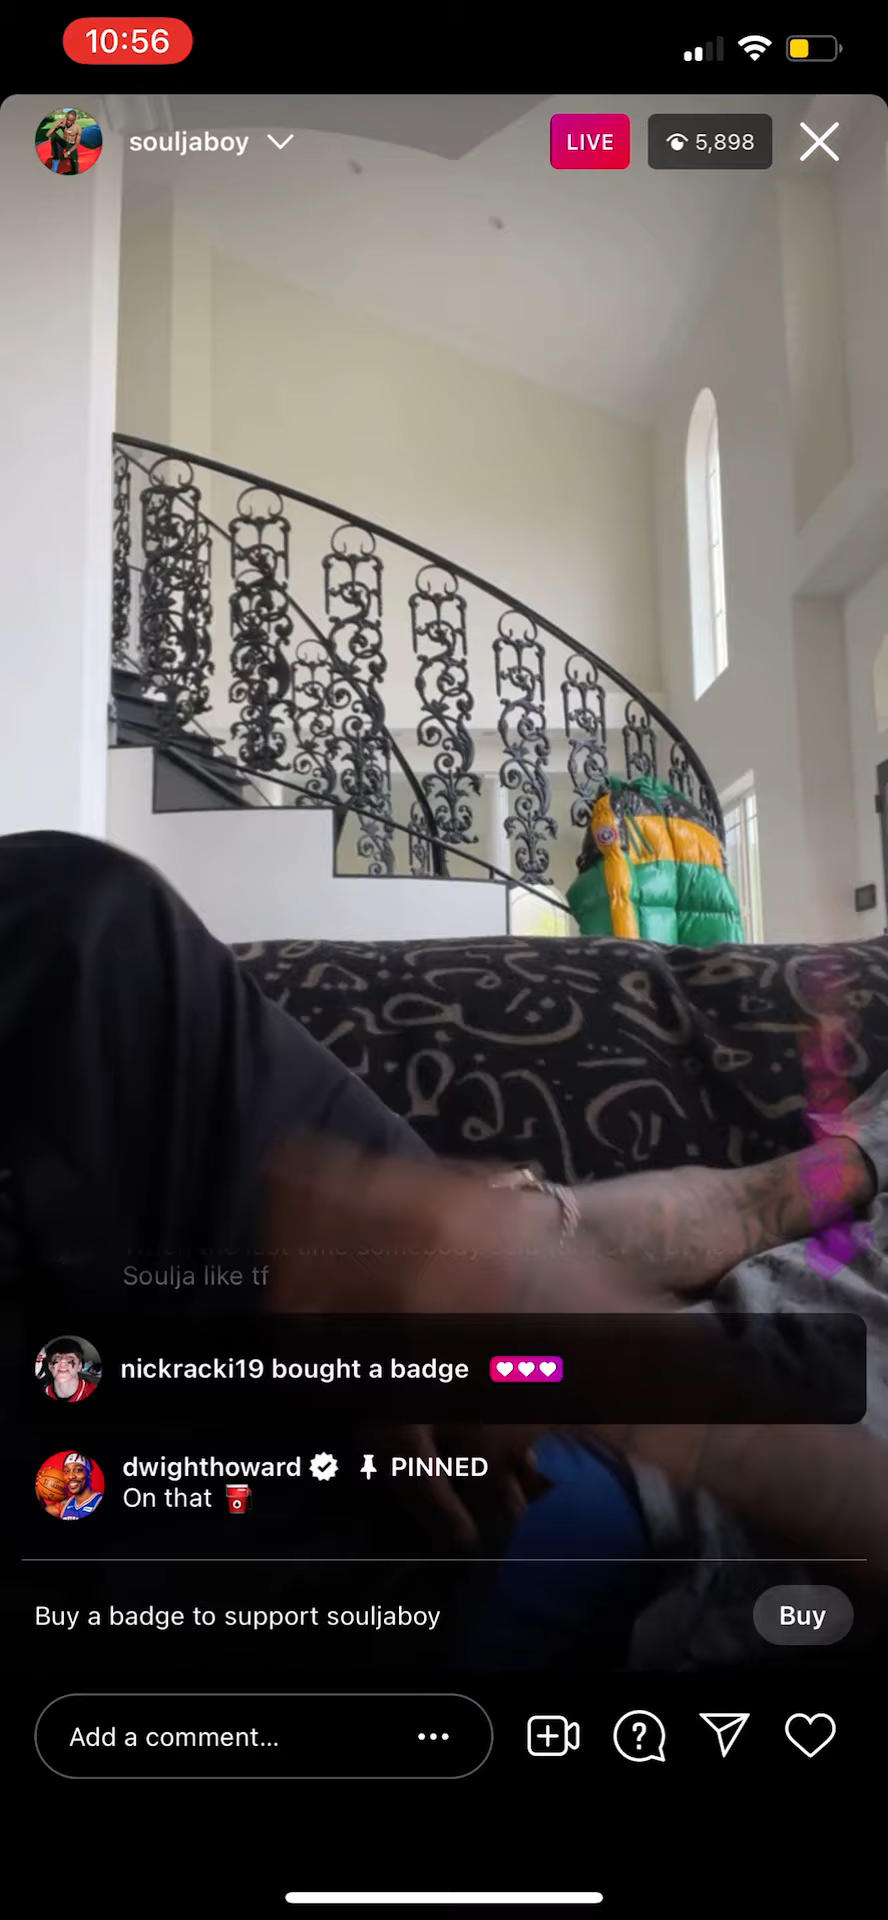 10:56
souljaboy
LIVE
5,898
Soulja like tf
nickracki19 bought a badge
dwighthoward PINNED
On that
Buy a badge to support souljaboy
Buy
Add a comment...